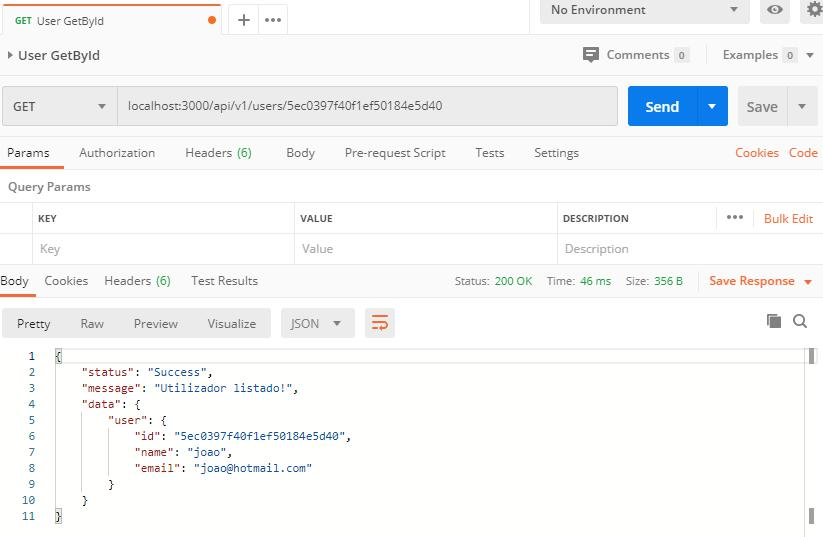 GET User GetById
No Environment
User GetById
Comments 0
Examples 0
GET
localhost:3000/api/v1/users/5ec0397f40f1ef50184e5d40
Send
Save
Params Authorization Headers (6) Body Pre-request Script Tests Settings Cookies Code
Query Params
KEY VALUE DESCRIPTION ••• Bulk Edit
Key Value Description
Body Cookies Headers (6) Test Results Status: 200 OK Time: 46 ms Size: 356 B Save Response
Pretty Raw Preview Visualize JSON
1 {
2 "status": "Success",
3 "message": "Utilizador listado!",
4 "data": {
5 "user": {
6 "id": "5ec0397f40f1ef50184e5d40",
7 "name": "joao",
8 "email": "joao@hotmail.com"
9 }
10 }
11 }